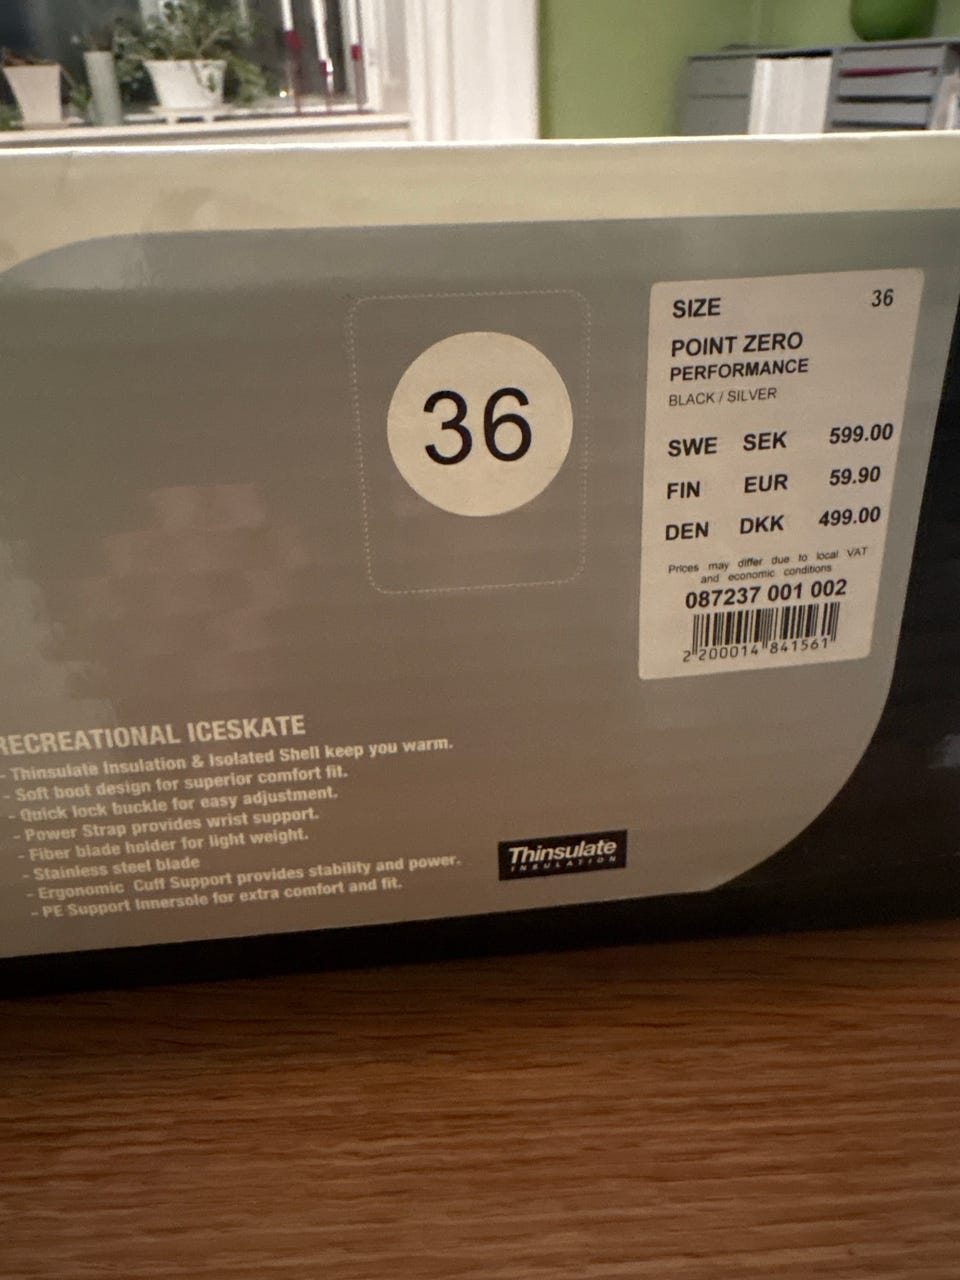 36
SIZE 36
POINT ZERO
PERFORMANCE
BLACK / SILVER
SWE SEK 599.00
FIN EUR 59.90
DEN DKK 499.00
Prices may differ due to local VAT
and economic conditions
087237 001 002
2 200014 841561
RECREATIONAL ICESKATE
- Thinsulate Insulation & Isolated Shell keep you warm.
- Soft boot design for superior comfort fit.
- Quick lock buckle for easy adjustment.
- Power Strap provides wrist support.
- Fiber blade holder for light weight.
- Stainless steel blade
- Ergonomic Cuff Support provides stability and power.
- PE Support Innersole for extra comfort and fit.
Thinsulate
INSULATION